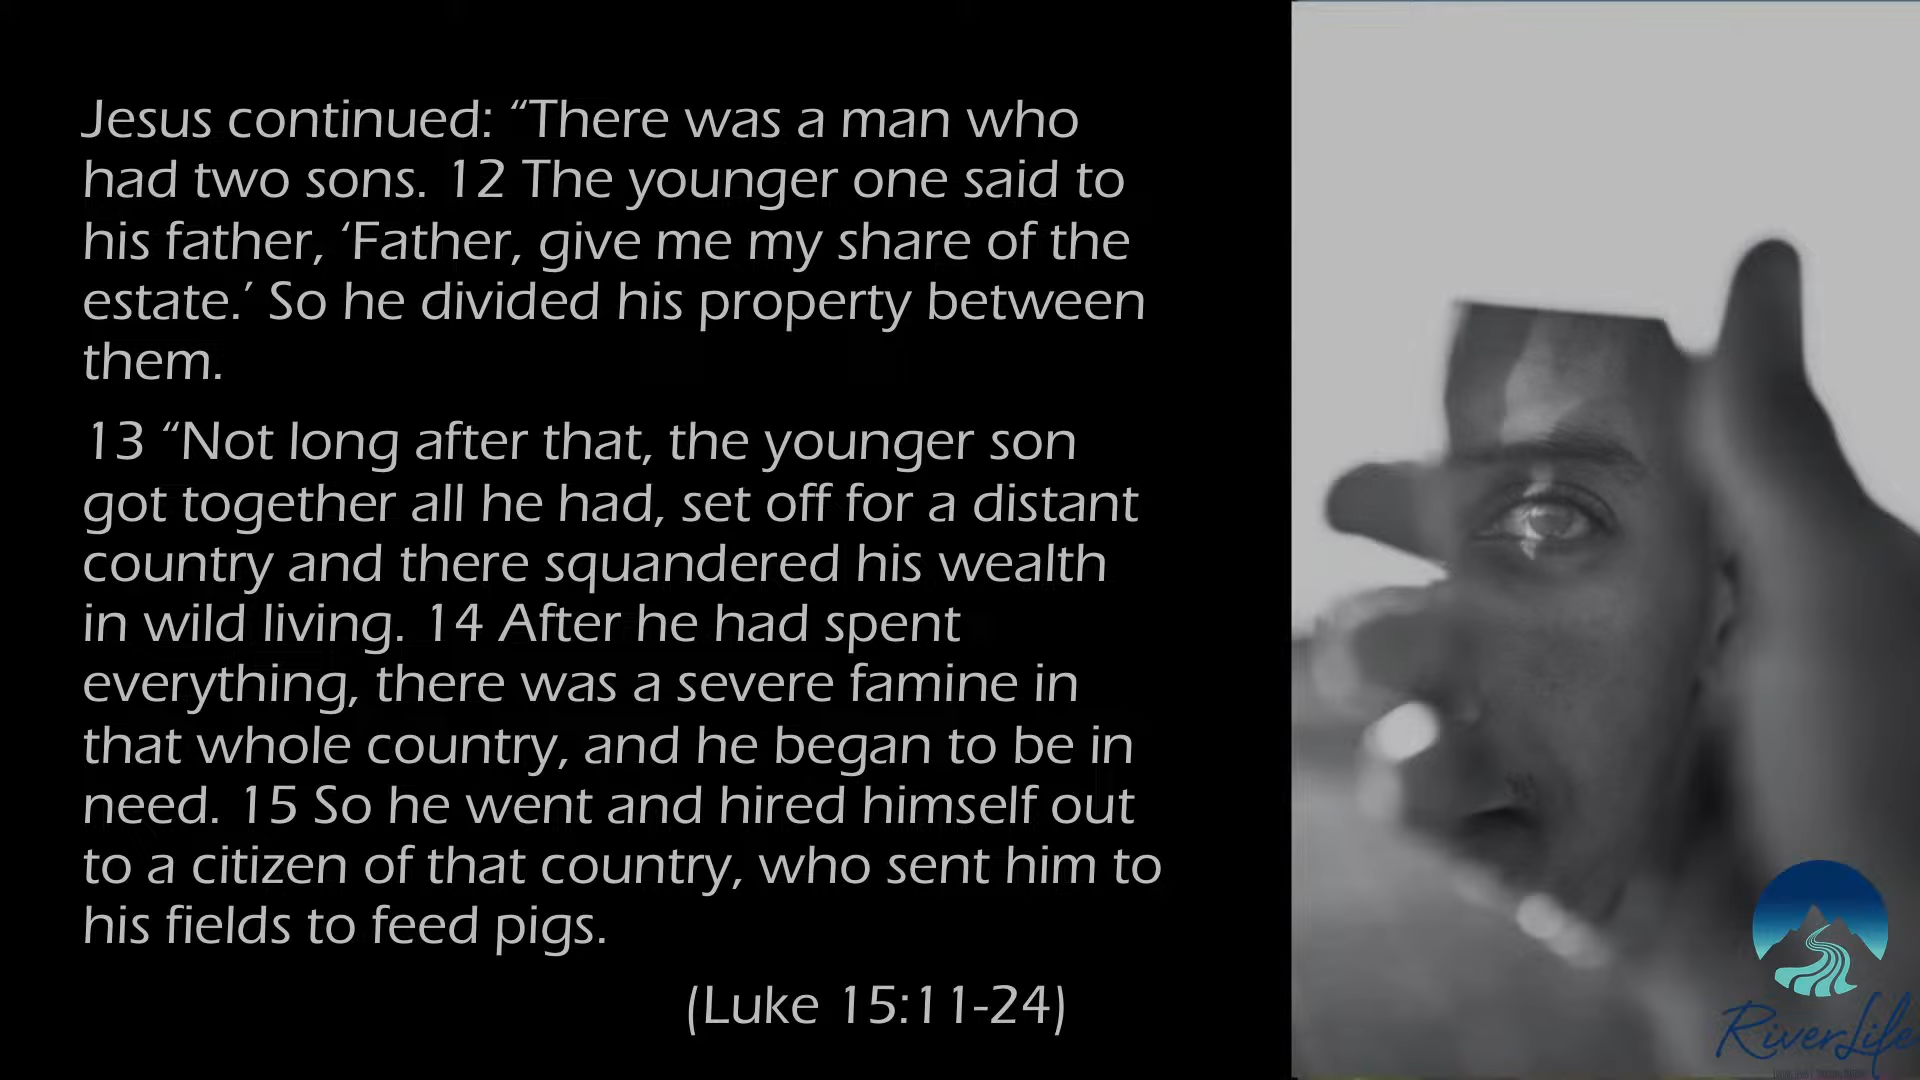 Jesus continued: “There was a man who
had two sons. 12 The younger one said to
his father, ‘Father, give me my share of the
estate.’ So he divided his property between
them.
13 “Not long after that, the younger son
got together all he had, set off for a distant
country and there squandered his wealth
in wild living. 14 After he had spent
everything, there was a severe famine in
that whole country, and he began to be in
need. 15 So he went and hired himself out
to a citizen of that country, who sent him to
his fields to feed pigs.
(Luke 15:11-24)
RiverLife